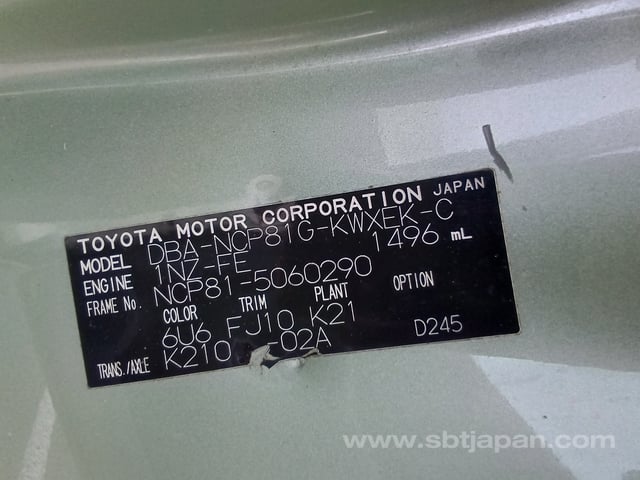 TOYOTA MOTOR CORPORATION JAPAN
MODEL DBA-NCP81G-KWXEK-C
ENGINE 1NZ-FE 1496 mL
FRAME No. NCP81-5060290
COLOR TRIM PLANT OPTION
6U6 FJ10 K21
TRANS./AXLE K210 -02A D245
www.sbtjapan.com